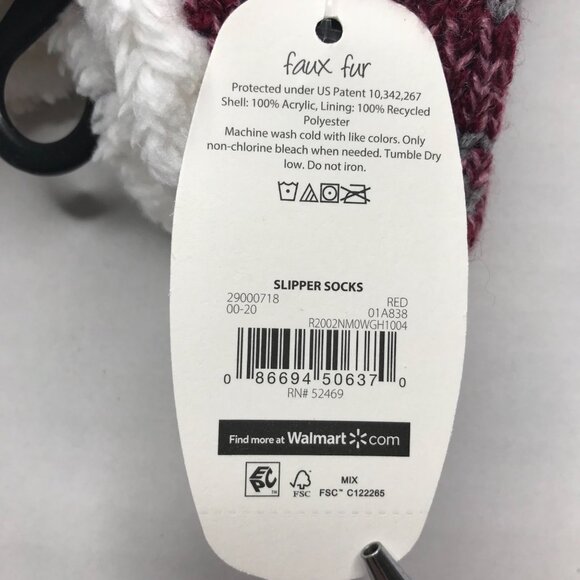 faux fur
Protected under US Patent 10,342,267
Shell: 100% Acrylic, Lining: 100% Recycled
Polyester
Machine wash cold with like colors. Only
non-chlorine bleach when needed. Tumble Dry
low. Do not iron.
SLIPPER SOCKS
29000718 RED
00-20 01A838
R2002NM0WGH1004
0 86694 50637 0
RN# 52469
Find more at Walmart.com
EPC TM
FSC
MIX
FSC™ C122265